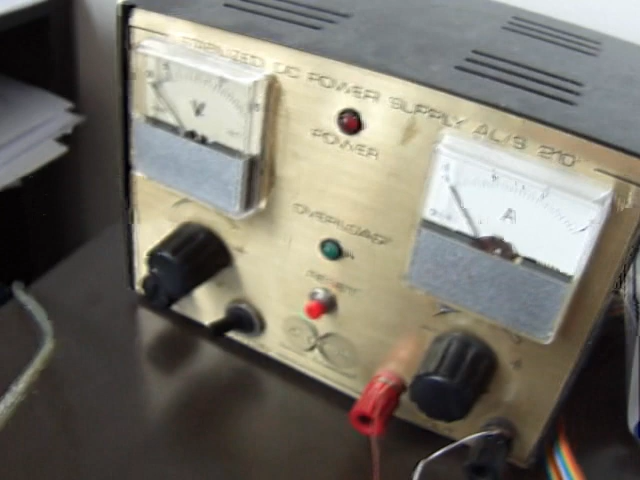 STABILIZED DC POWER SUPPLY AL/S 210
V
POWER
A
OVERLOAD
RESET